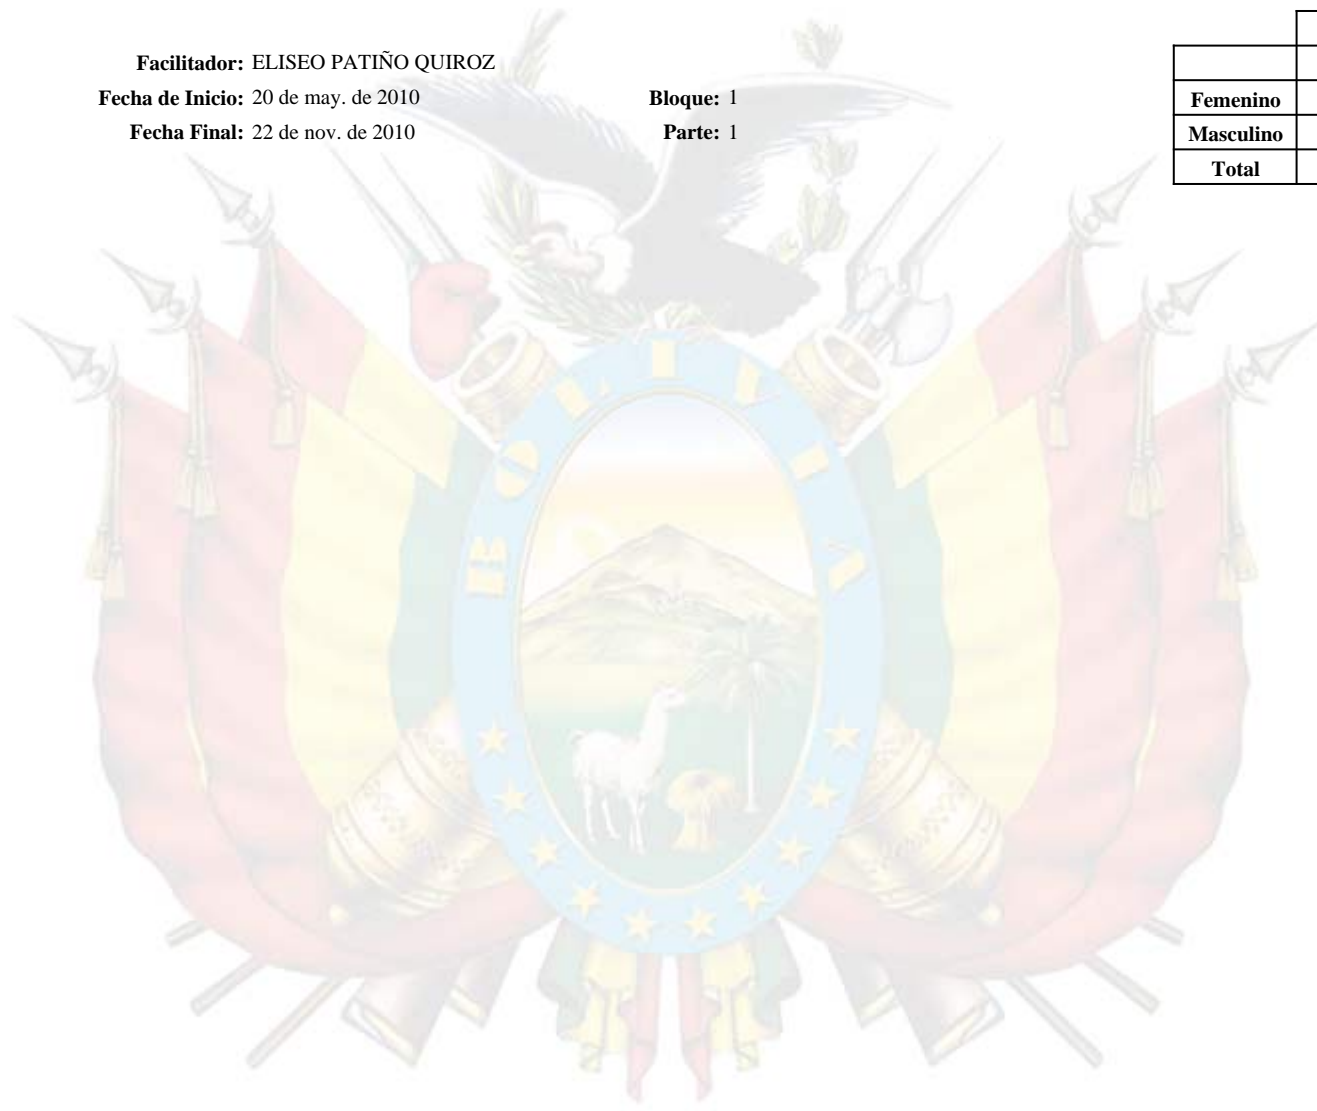 Facilitador: ELISEO PATIÑO QUIROZ
Fecha de Inicio: 20 de may. de 2010 Bloque: 1
Fecha Final: 22 de nov. de 2010 Parte: 1
Femenino
Masculino
Total
BOLIVIA